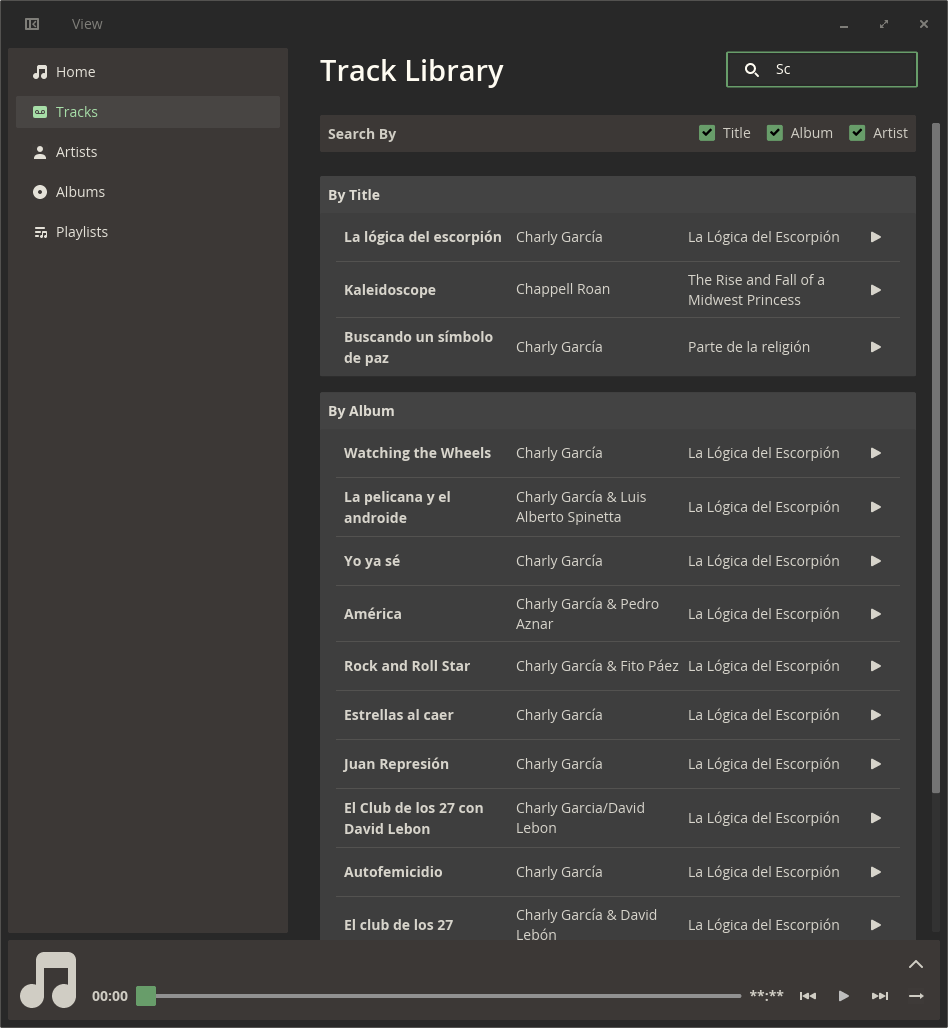 View
Home
Tracks
Artists
Albums
Playlists
Track Library
Sc
Search By
Title
Album
Artist
By Title
La lógica del escorpión
Charly García
La Lógica del Escorpión
Kaleidoscope
Chappell Roan
The Rise and Fall of a
Midwest Princess
Buscando un símbolo
de paz
Charly García
Parte de la religión
By Album
Watching the Wheels
Charly García
La Lógica del Escorpión
La pelicana y el
androide
Charly García & Luis
Alberto Spinetta
La Lógica del Escorpión
Yo ya sé
Charly García
La Lógica del Escorpión
América
Charly García & Pedro
Aznar
La Lógica del Escorpión
Rock and Roll Star
Charly García & Fito Páez
La Lógica del Escorpión
Estrellas al caer
Charly García
La Lógica del Escorpión
Juan Represión
Charly García
La Lógica del Escorpión
El Club de los 27 con
David Lebon
Charly Garcia/David
Lebon
La Lógica del Escorpión
Autofemicidio
Charly García
La Lógica del Escorpión
El club de los 27
Charly García & David
Lebón
La Lógica del Escorpión
00:00
**:**